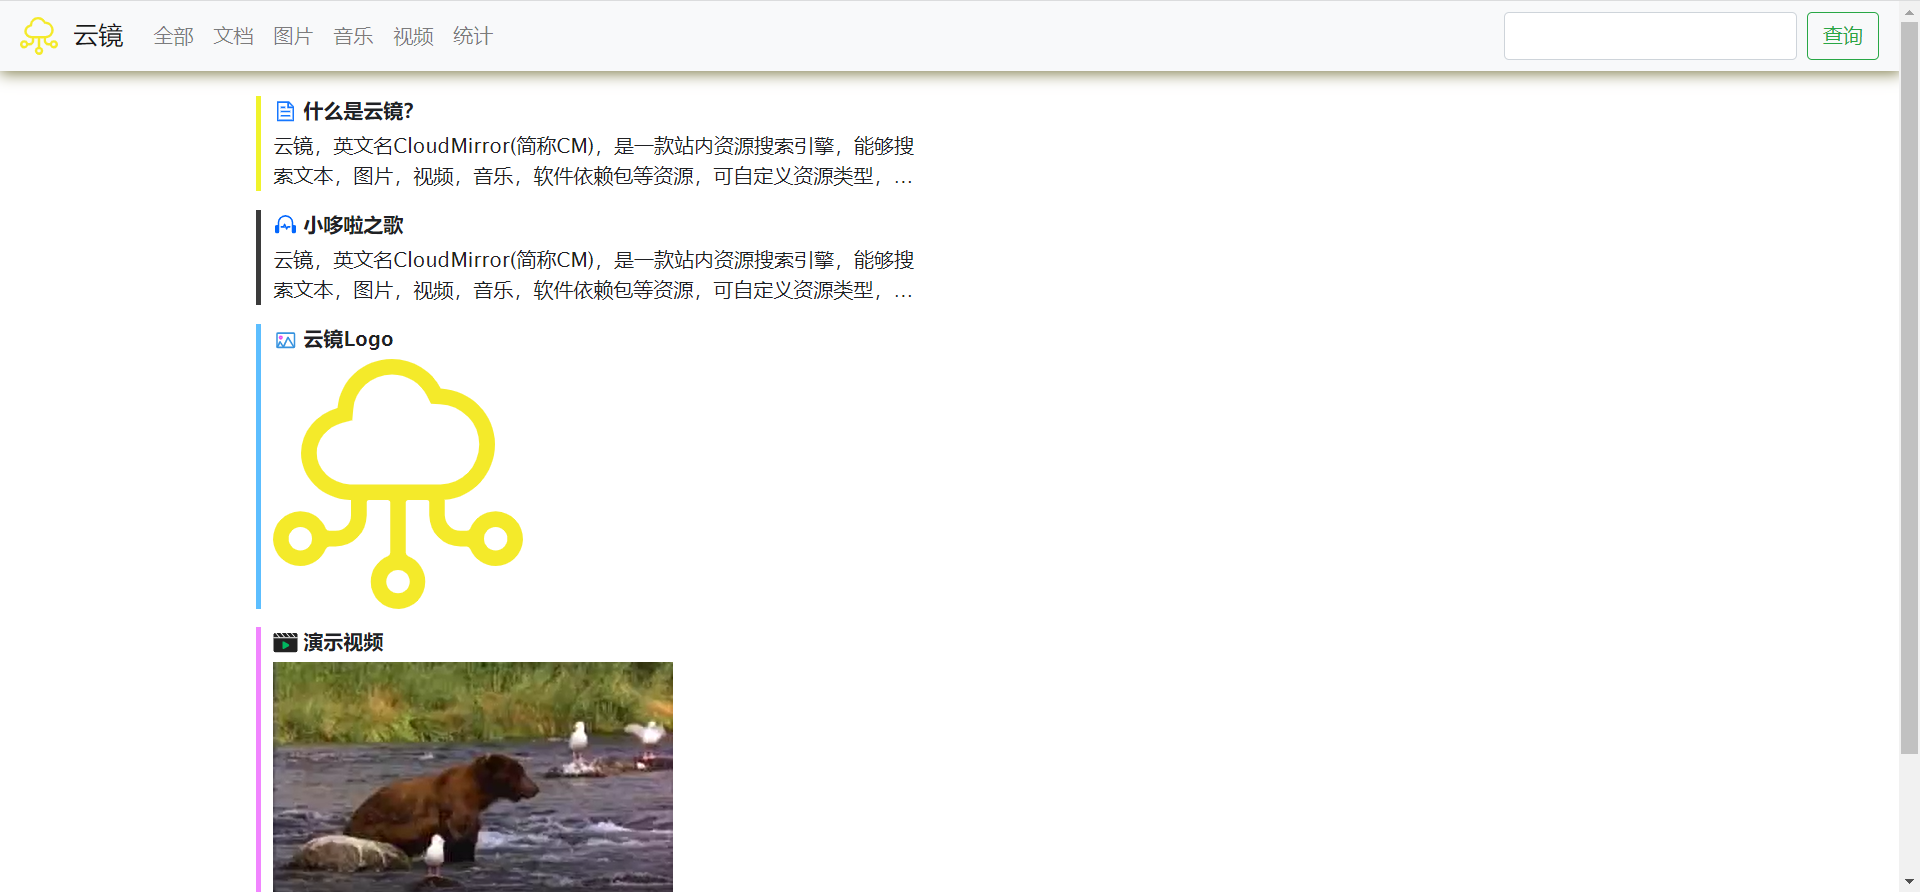 云镜 全部 文档 图片 音乐 视频 统计 查询
什么是云镜？
云镜，英文名CloudMirror(简称CM)，是一款站内资源搜索引擎，能够搜
索文本，图片，视频，音乐，软件依赖包等资源，可自定义资源类型，...
小哆啦之歌
云镜，英文名CloudMirror(简称CM)，是一款站内资源搜索引擎，能够搜
索文本，图片，视频，音乐，软件依赖包等资源，可自定义资源类型，...
云镜Logo
演示视频